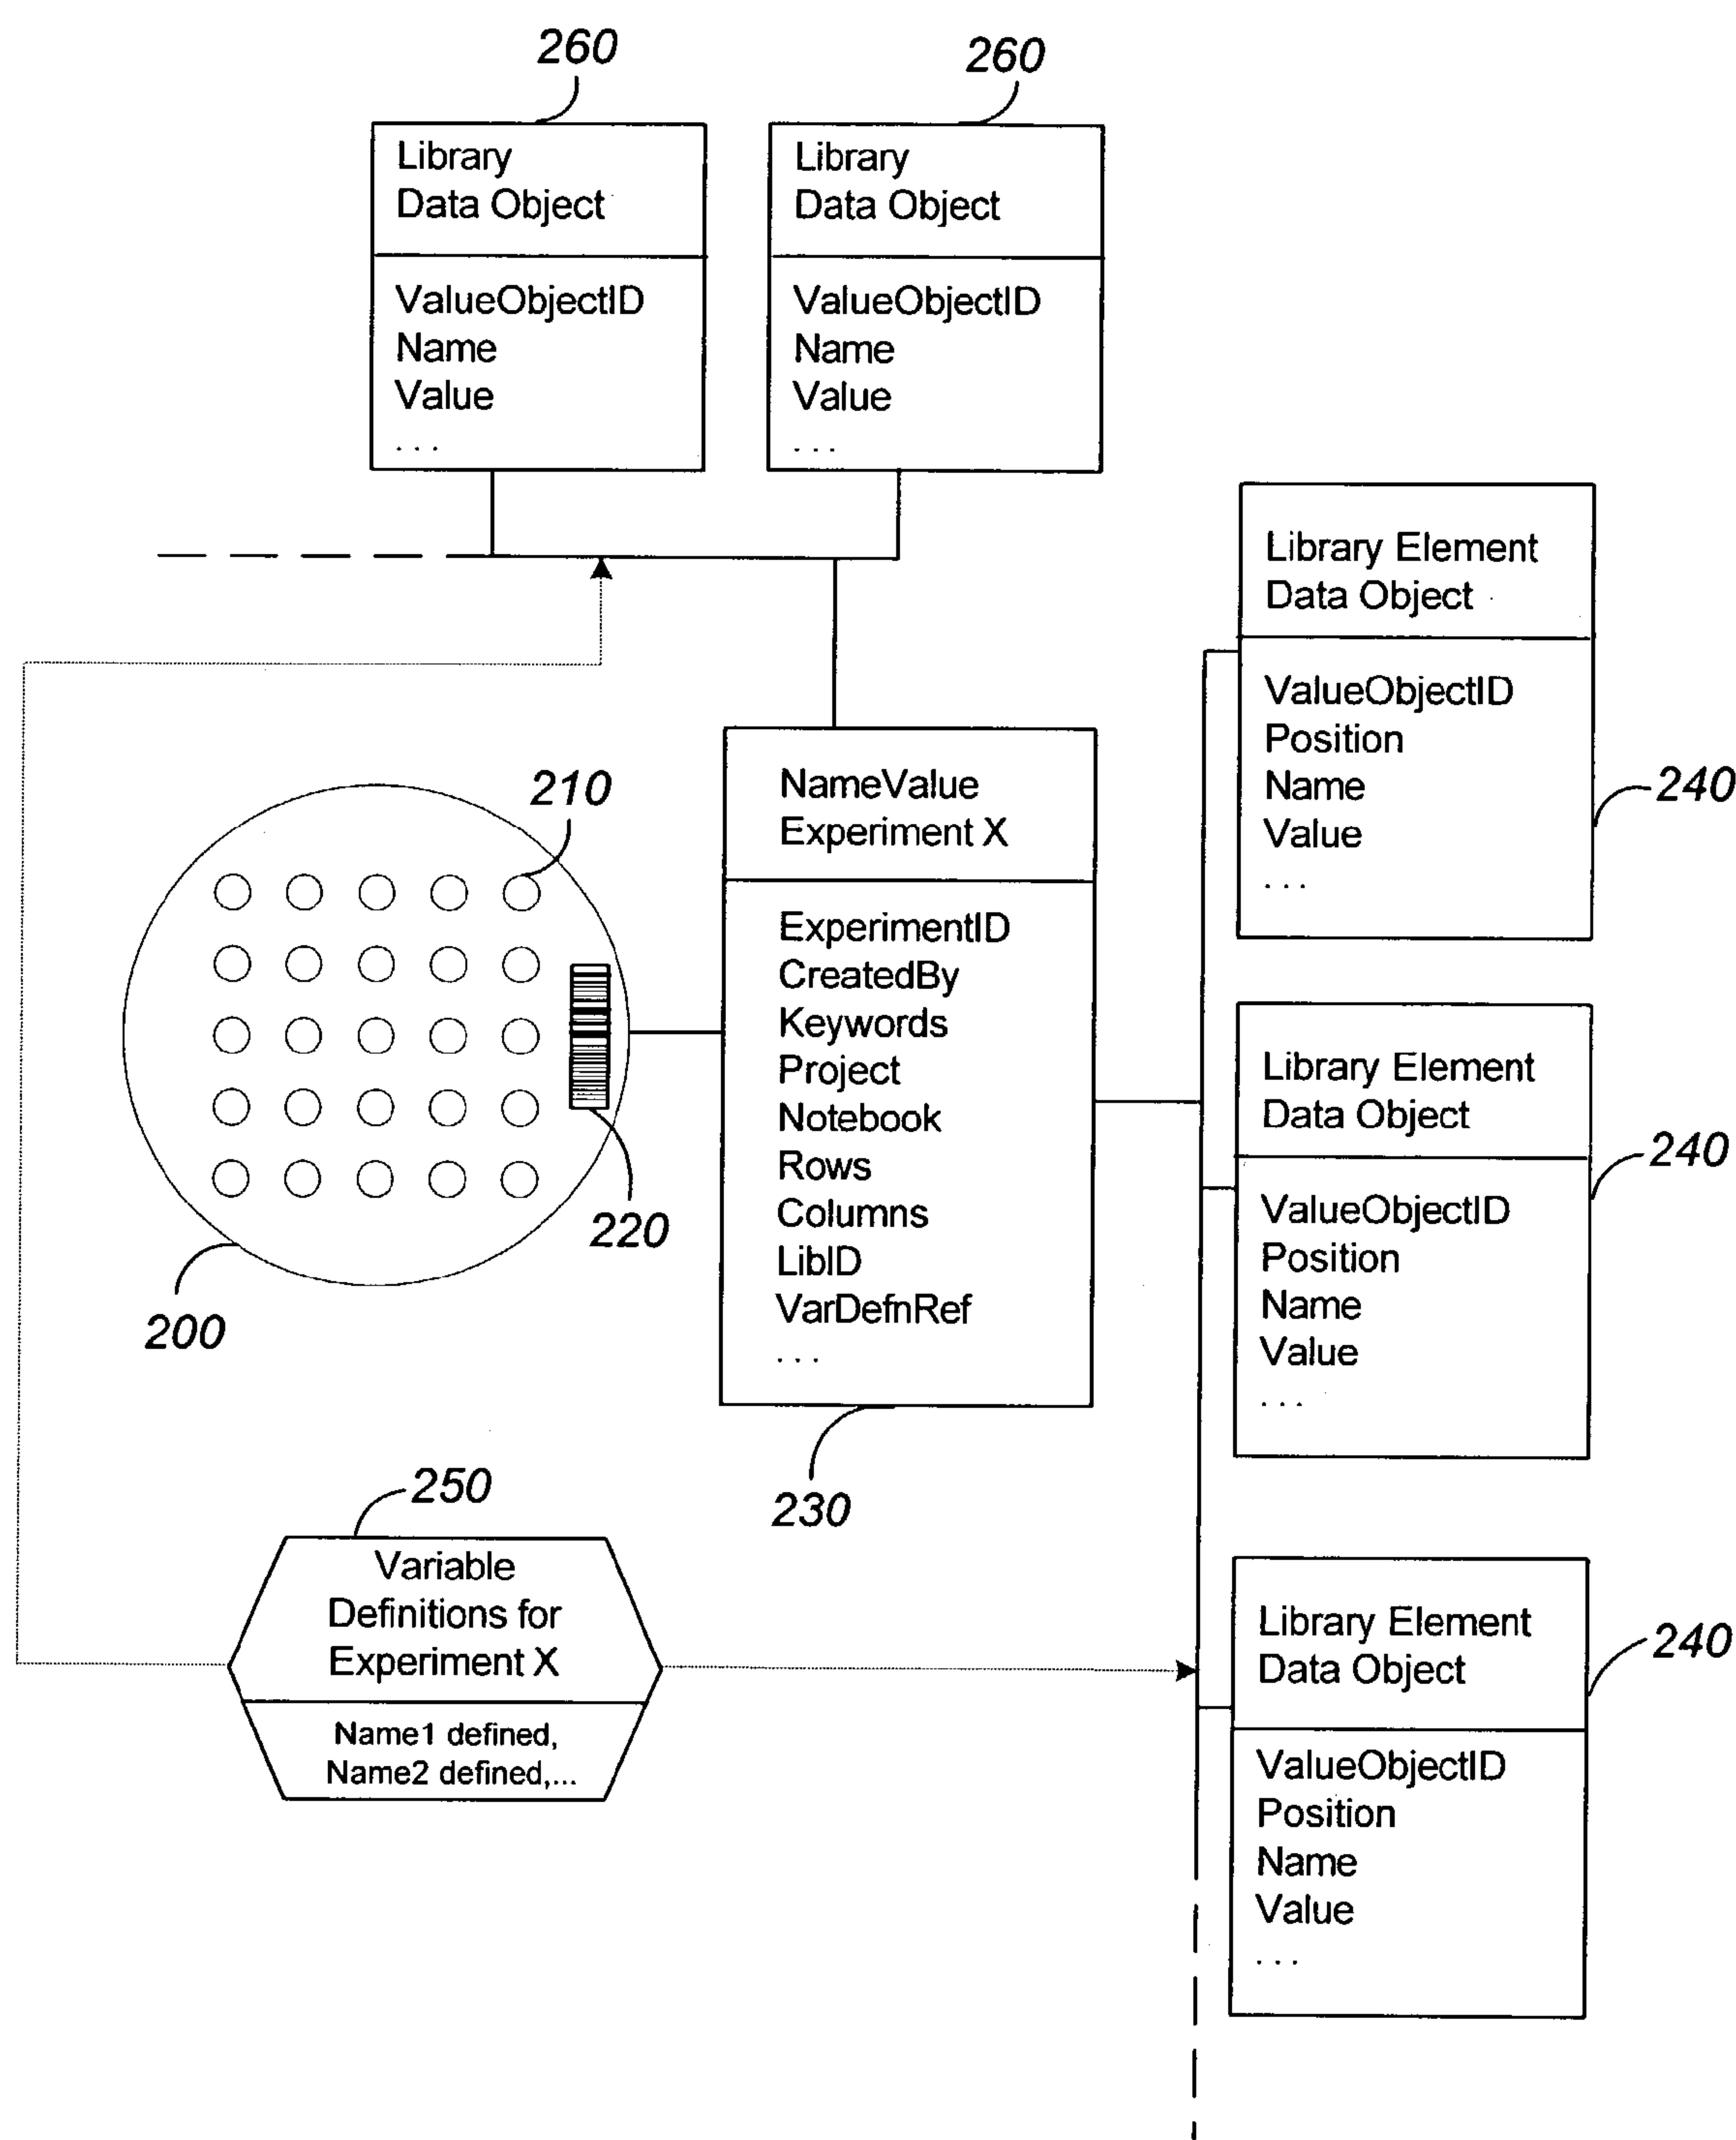 260
260
Library
Data Object
ValueObjectID
Name
Value
. . .
Library
Data Object
ValueObjectID
Name
Value
. . .
Library Element
Data Object
ValueObjectID
Position
Name
Value
. . .
240
NameValue
Experiment X
ExperimentID
CreatedBy
Keywords
Project
Notebook
Rows
Columns
LibID
VarDefnRef
. . .
230
210
220
200
Library Element
Data Object
ValueObjectID
Position
Name
Value
. . .
240
250
Variable
Definitions for
Experiment X
Name1 defined,
Name2 defined,...
Library Element
Data Object
ValueObjectID
Position
Name
Value
. . .
240